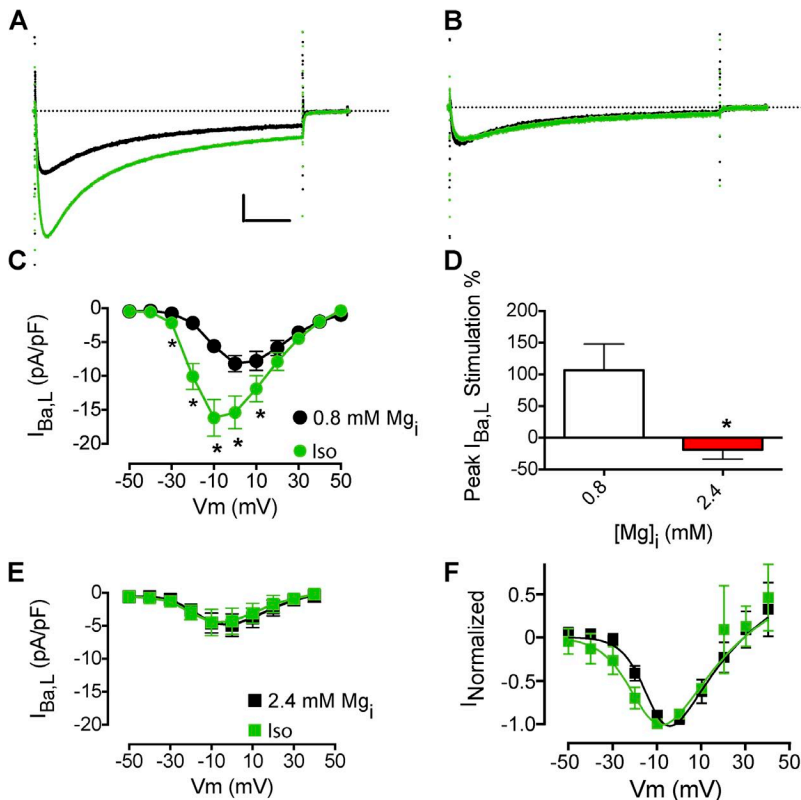 A
B
C
I_Ba,L (pA/pF)
0
-5
-10
-15
-20
* * * * *
-50 -30 -10 10 30 50
Vm (mV)
0.8 mM Mg_i
Iso
D
Peak I_Ba,L Stimulation %
200
150
100
50
0
-50
*
0.8 2.4
[Mg]_i (mM)
E
I_Ba,L (pA/pF)
0
-5
-10
-15
-20
-50 -30 -10 10 30 50
Vm (mV)
2.4 mM Mg_i
Iso
F
I_Normalized
0.5
0
-0.5
-1.0
-50 -30 -10 10 30 50
Vm (mV)